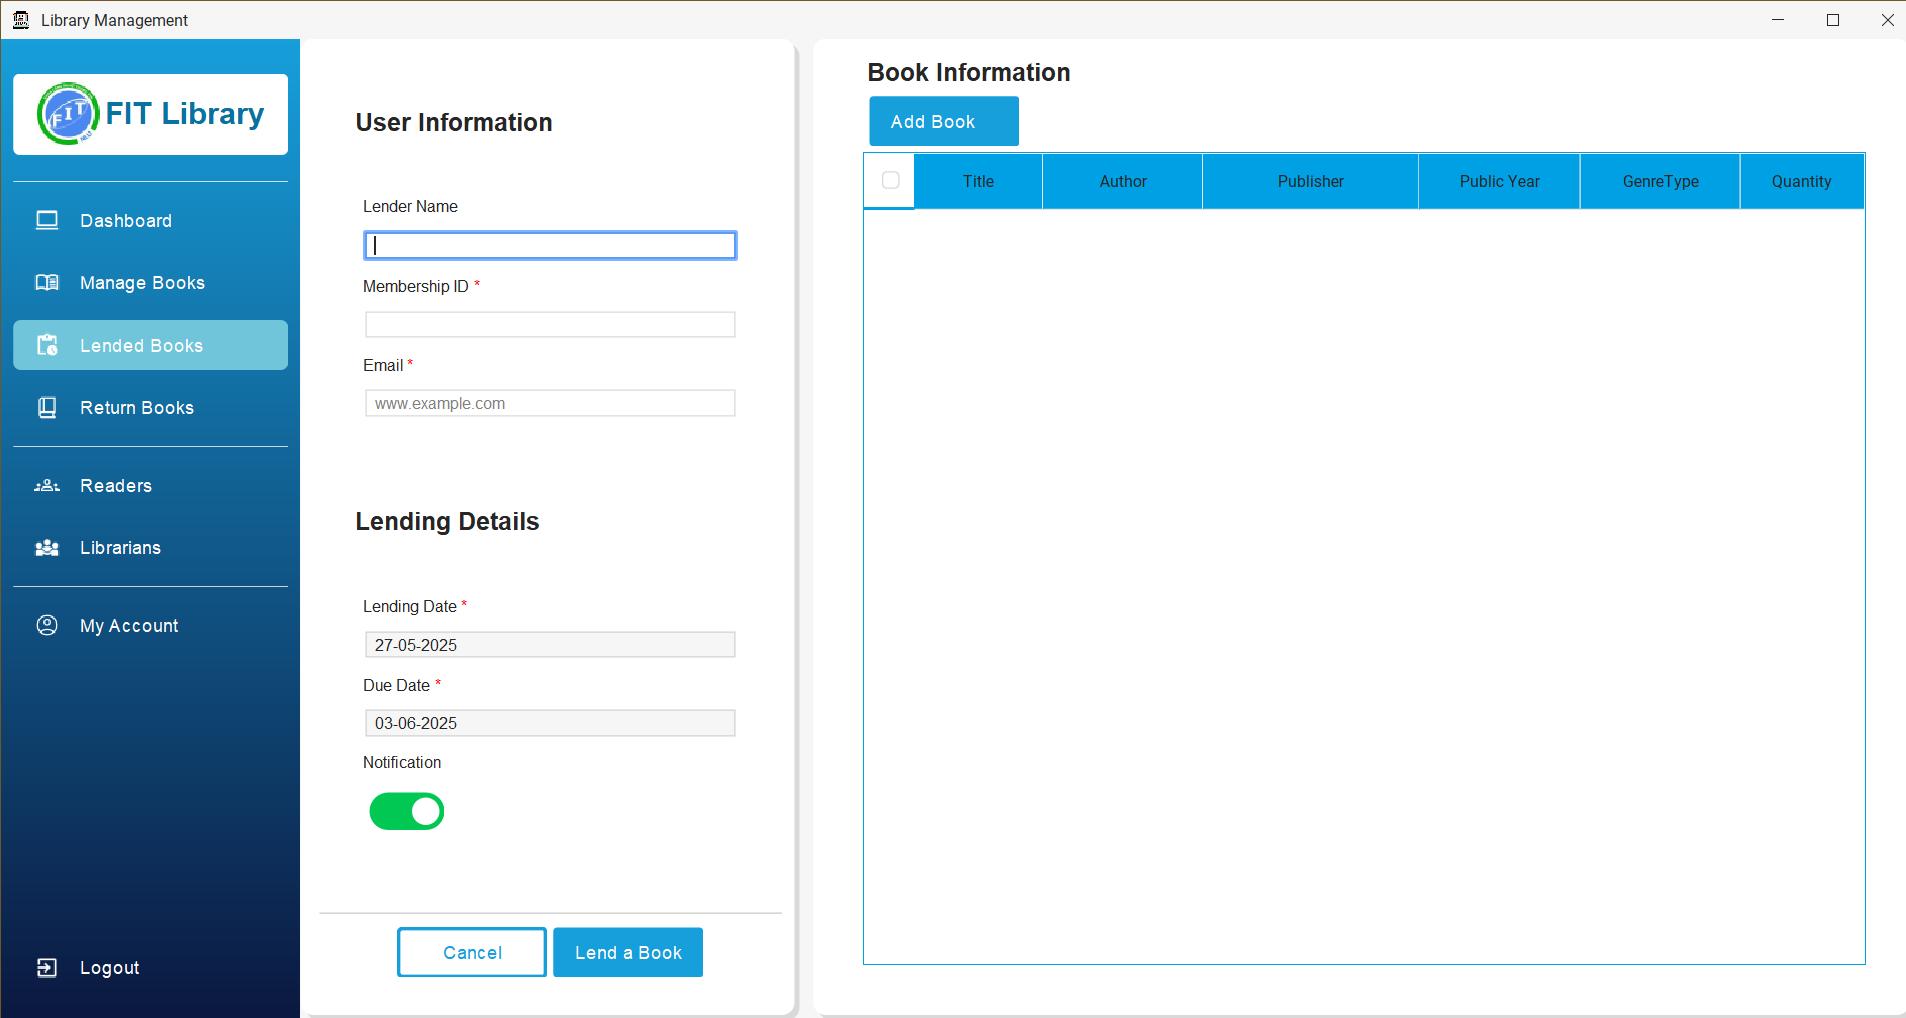 Library Management
FIT
FIT Library
Dashboard
Manage Books
Lended Books
Return Books
Readers
Librarians
My Account
Logout
User Information
Lender Name
Membership ID *
Email *
www.example.com
Lending Details
Lending Date *
27-05-2025
Due Date *
03-06-2025
Notification
Cancel
Lend a Book
Book Information
Add Book
Title Author Publisher Public Year GenreType Quantity